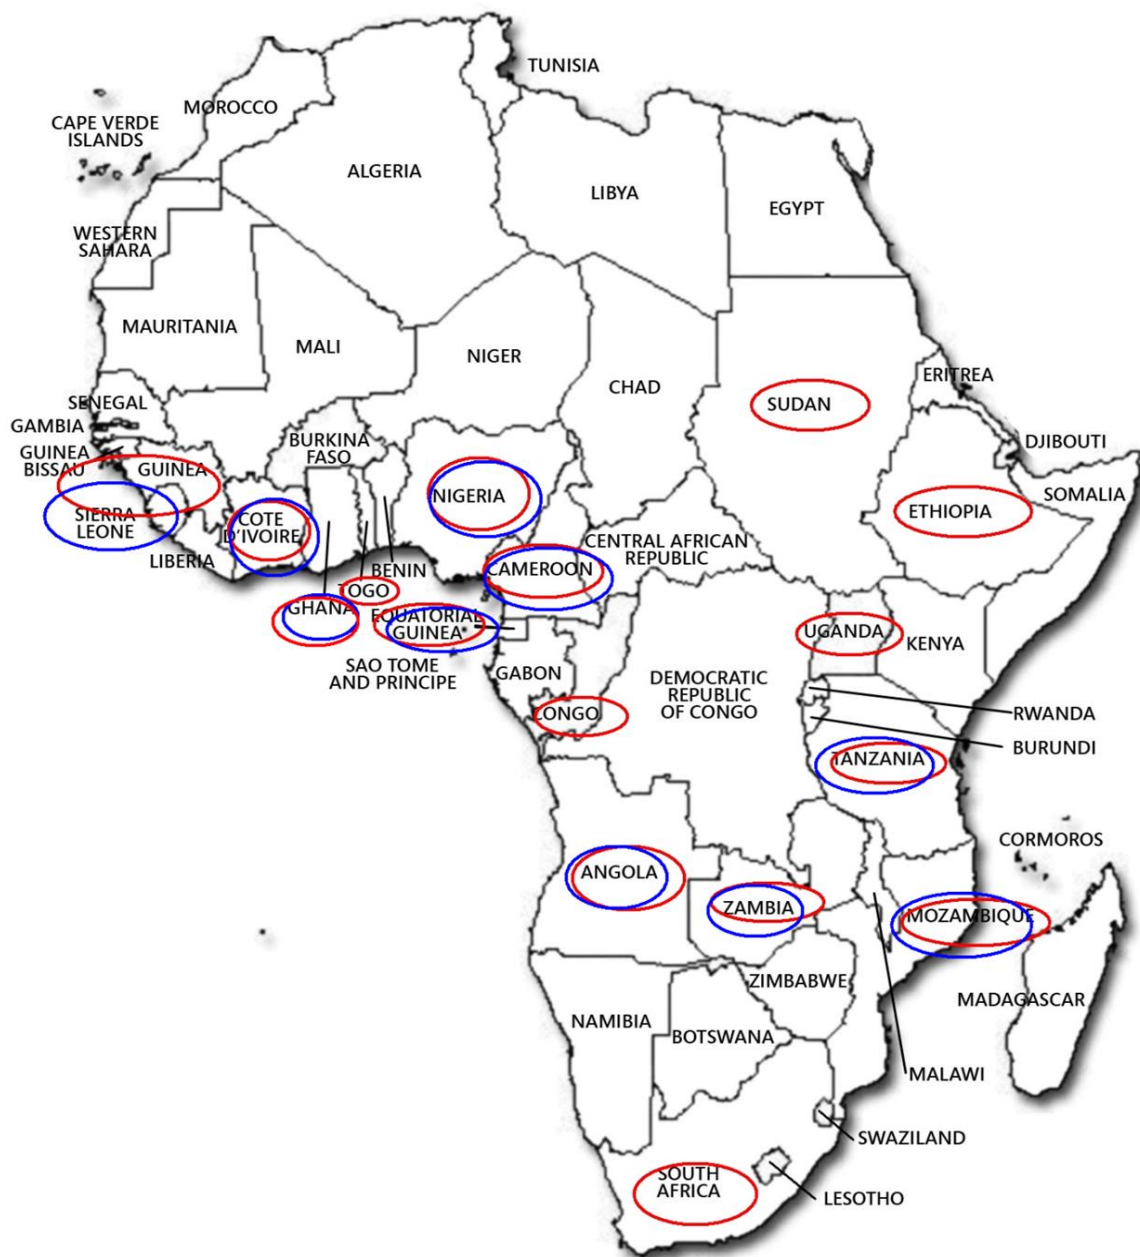 TUNISIA
MOROCCO
CAPE VERDE
ISLANDS
ALGERIA
LIBYA
EGYPT
WESTERN
SAHARA
MAURITANIA
MALI
NIGER
CHAD
SUDAN
ERITREA
SENEGAL
GAMBIA
DJIBOUTI
GUINEA
BISSAU
GUINEA
BURKINA
FASO
NIGERIA
SOMALIA
ETHIOPIA
SIERRA
LEONE
COTE
D'IVOIRE
LIBERIA
CENTRAL AFRICAN
REPUBLIC
BENIN
CAMEROON
TOGO
GHANA
EQUATORIAL
GUINEA
UGANDA
KENYA
SAO TOME
AND PRINCIPE
GABON
DEMOCRATIC
REPUBLIC
OF CONGO
CONGO
RWANDA
BURUNDI
TANZANIA
CORMOROS
ANGOLA
ZAMBIA
MOZAMBIQUE
ZIMBABWE
MADAGASCAR
NAMIBIA
BOTSWANA
MALAWI
SWAZILAND
SOUTH
AFRICA
LESOTHO